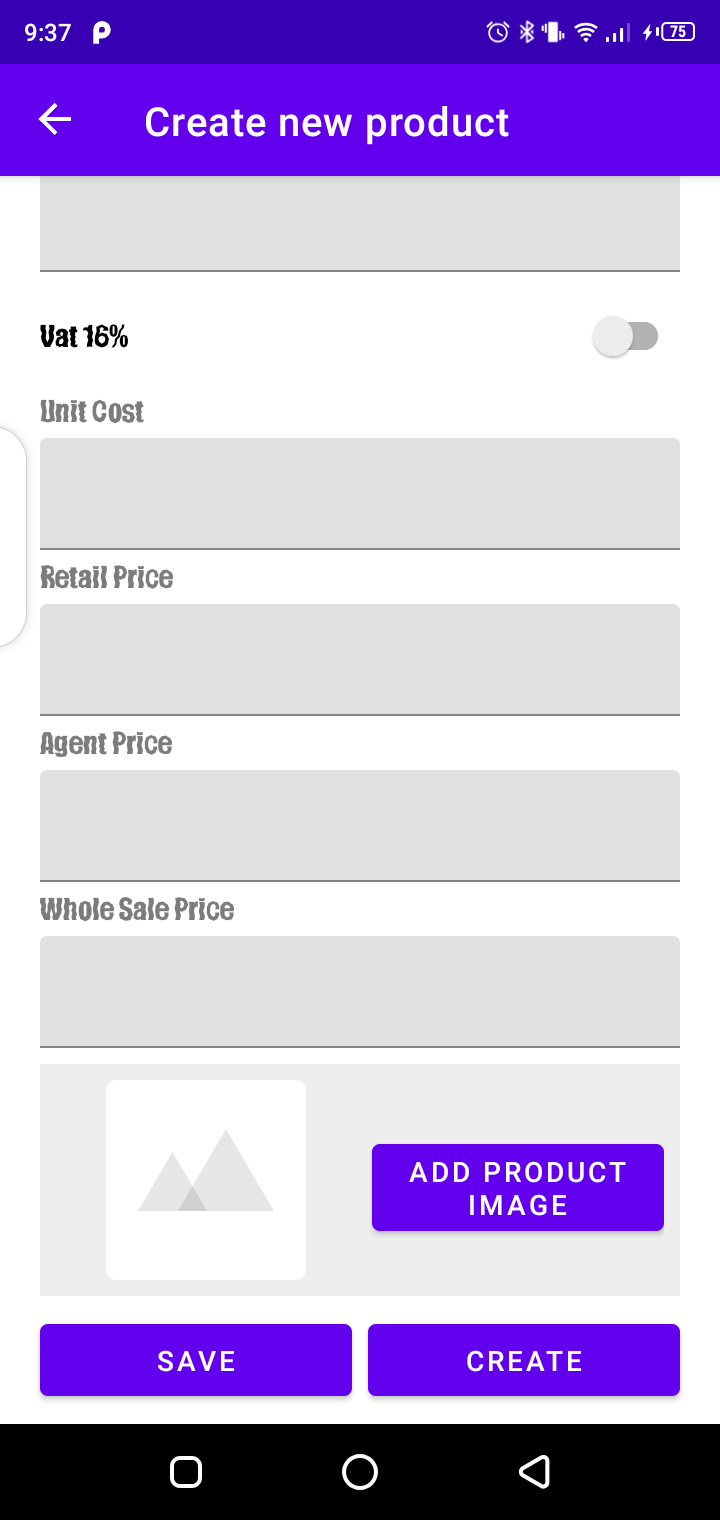 9:37
75
Create new product
Vat 16%
Unit Cost
Retail Price
Agent Price
Whole Sale Price
ADD PRODUCT
IMAGE
SAVE
CREATE